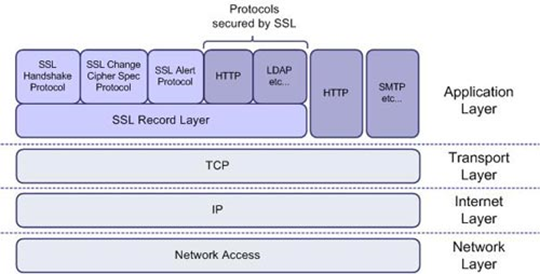 Protocols
secured by SSL
SSL
Handshake
Protocol
SSL Change
Cipher Spec
Protocol
SSL Alert
Protocol
HTTP
LDAP
etc...
HTTP
SMTP
etc...
Application
Layer
SSL Record Layer
TCP
Transport
Layer
IP
Internet
Layer
Network Access
Network
Layer